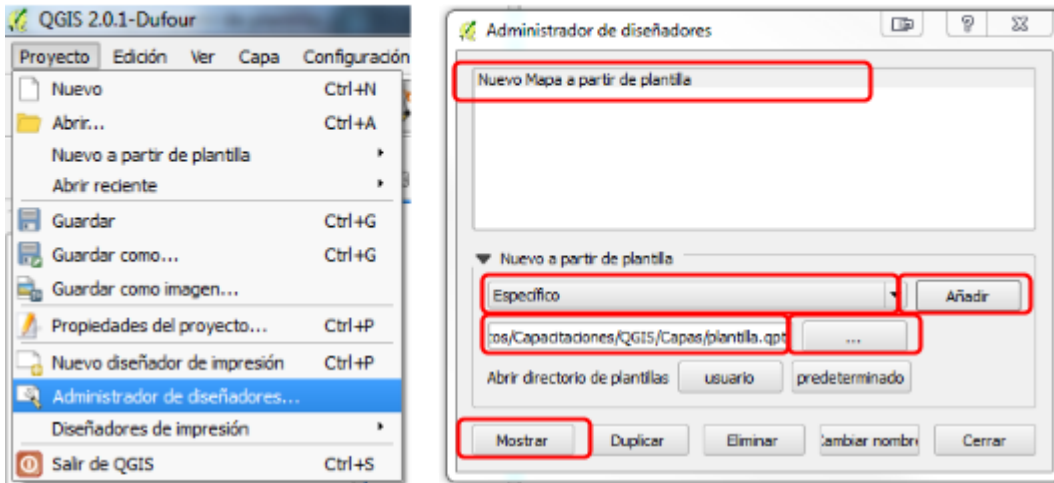 QGIS 2.0.1-Dufour
Proyecto Edición Ver Capa Configuración
Nuevo Ctrl+N
Abrir... Ctrl+A
Nuevo a partir de plantilla
Abrir reciente
Guardar Ctrl+G
Guardar como... Ctrl+G
Guardar como imagen...
Propiedades del proyecto... Ctrl+P
Nuevo diseñador de impresión Ctrl+P
Administrador de diseñadores...
Diseñadores de impresión
Salir de QGIS Ctrl+S
Administrador de diseñadores
Nuevo Mapa a partir de plantilla
Nuevo a partir de plantilla
Específico Añadir
:os/Capacitaciones/QGIS/Capas/plantilla.qpt ...
Abrir directorio de plantillas usuario predeterminado
Mostrar Duplicar Eliminar ambiar nombr Cerrar